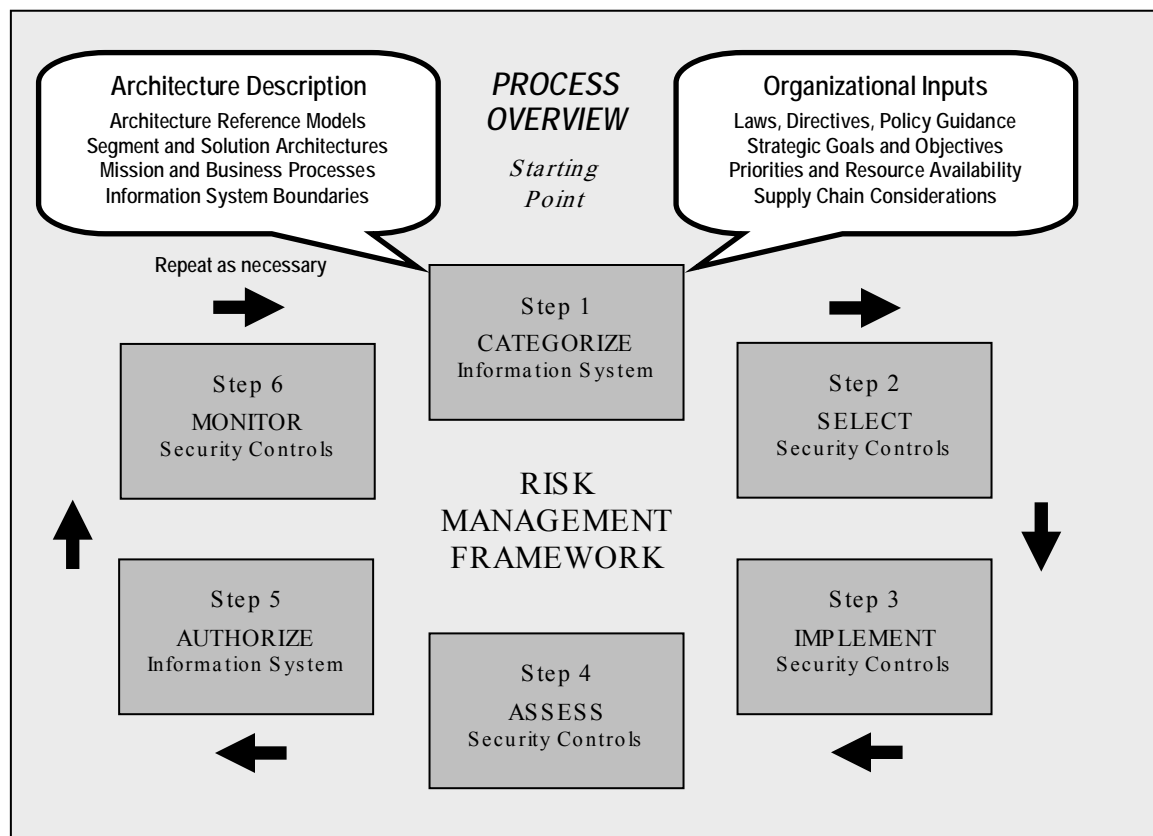 Architecture Description
Architecture Reference Models
Segment and Solution Architectures
Mission and Business Processes
Information System Boundaries
PROCESS
OVERVIEW
Starting
Point
Organizational Inputs
Laws, Directives, Policy Guidance
Strategic Goals and Objectives
Priorities and Resource Availability
Supply Chain Considerations
Repeat as necessary
Step 1
CATEGORIZE
Information System
Step 2
SELECT
Security Controls
Step 3
IMPLEMENT
Security Controls
Step 4
ASSESS
Security Controls
Step 5
AUTHORIZE
Information System
Step 6
MONITOR
Security Controls
RISK
MANAGEMENT
FRAMEWORK